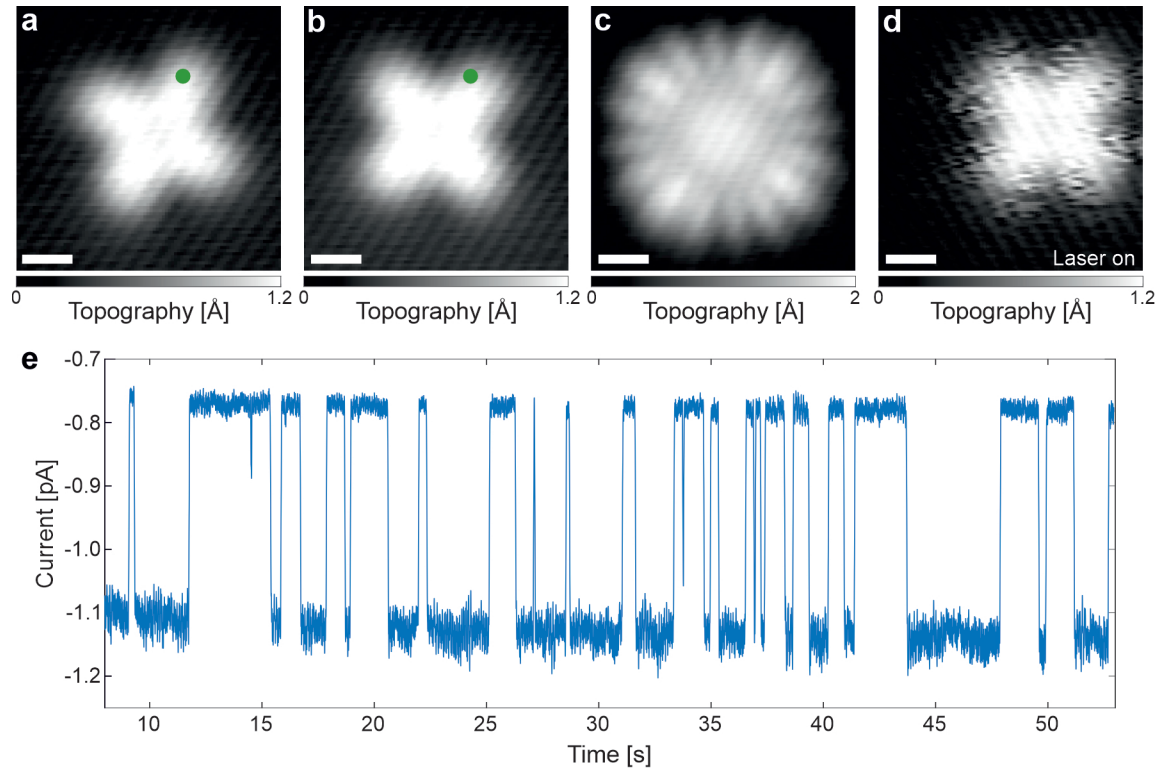 a b c d
Laser on
0 1.2 0 1.2 0 2 0 1.2
Topography [Å] Topography [Å] Topography [Å] Topography [Å]
e
-0.7
-0.8
-0.9
-1.0
-1.1
-1.2
Current [pA]
10 15 20 25 30 35 40 45 50
Time [s]